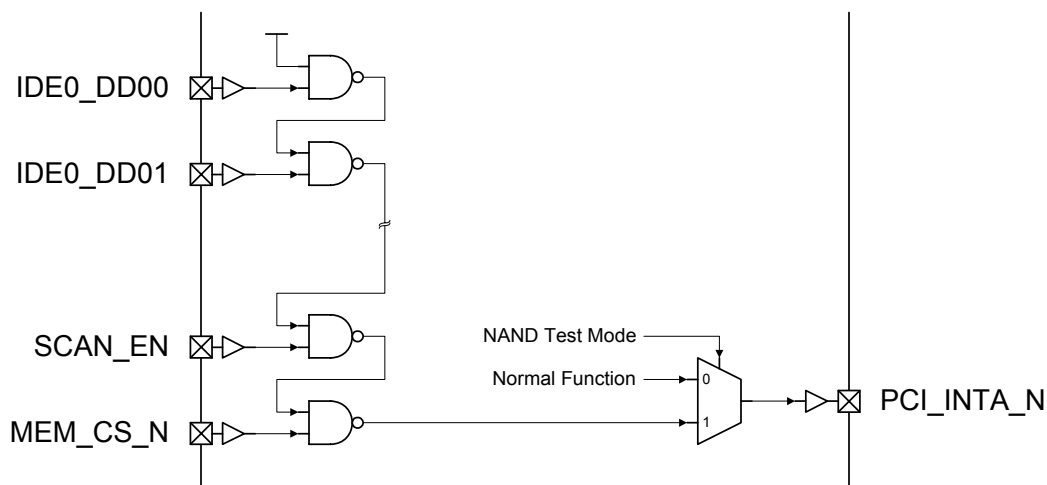 IDE0_DD00
IDE0_DD01
SCAN_EN
NAND Test Mode
Normal Function
0
PCI_INTA_N
MEM_CS_N
1